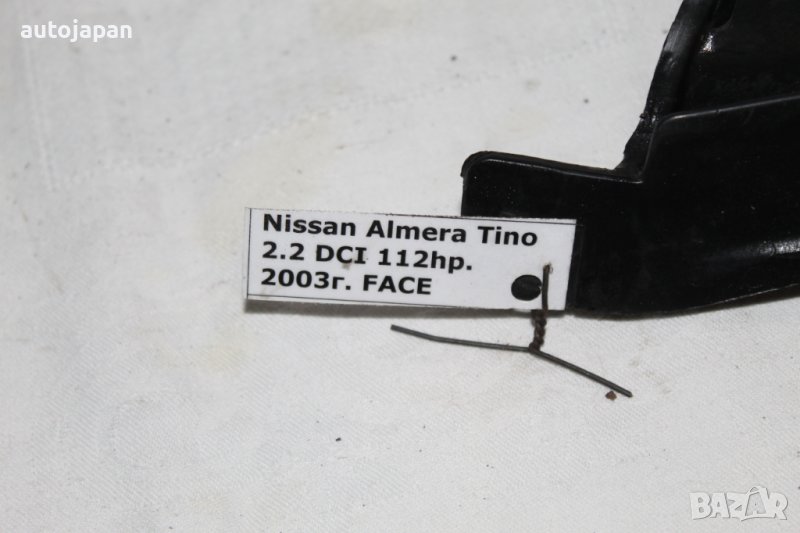 autojapan
Nissan Almera Tino
2.2 DCI 112hp.
2003г. FACE
BAZAR